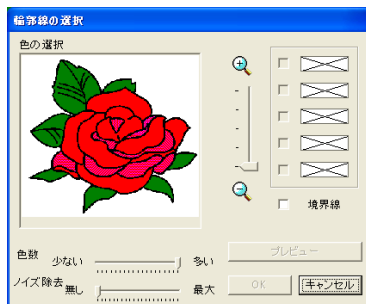 輪郭線の選択
色の選択
境界線
色数 少ない 多い
プレビュー
ノイズ除去 無し 最大
OK キャンセル